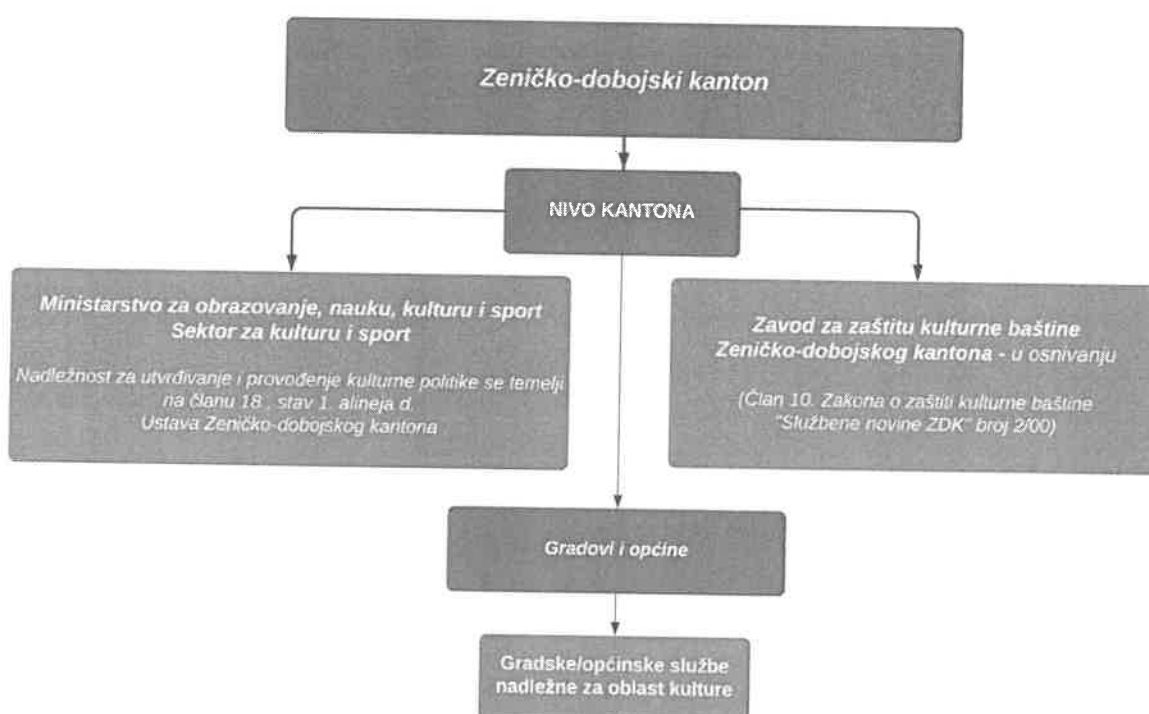 Zeničko-dobojski kanton
NIVO KANTONA
Ministarstvo za obrazovanje, nauku, kulturu i sport
Sektor za kulturu i sport
Nadležnost za utvrđivanje i provođenje kulturne politike se temelji
na članu 18., stav 1. alineja d.
Ustava Zeničko-dobojskog kantona
Zavod za zaštitu kulturne baštine
Zeničko-dobojskog kantona - u osnivanju
(Član 10. Zakona o zaštiti kulturne baštine
"Službene novine ZDK" broj 2/00)
Gradovi i općine
Gradske/općinske službe
nadležne za oblast kulture